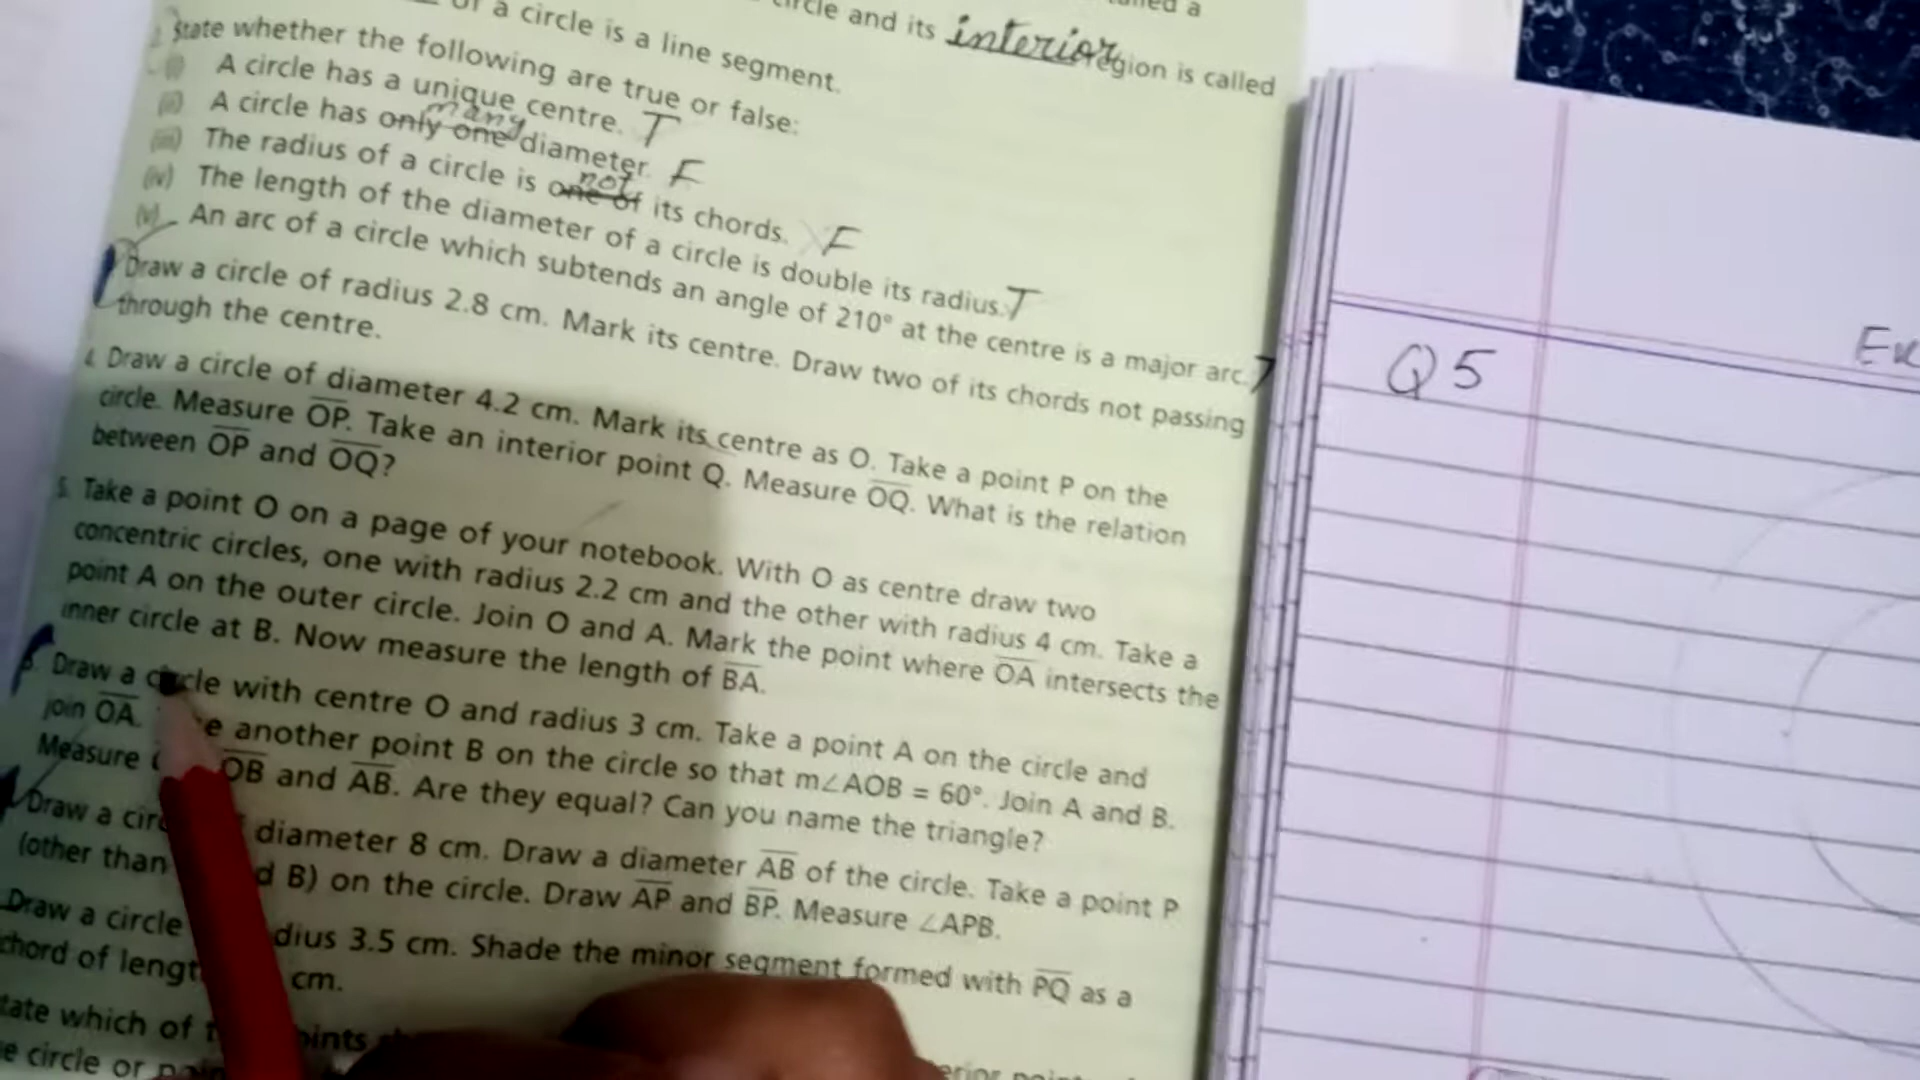 of a circle is a line segment.
circle and its interior region is called
2. State whether the following are true or false:
(i) A circle has a unique centre. T
(ii) A circle has only one many diameter. F
(iii) The radius of a circle is one of not its chords. F
(iv) The length of the diameter of a circle is double its radius. T
(v) An arc of a circle which subtends an angle of 210° at the centre is a major arc. T
Draw a circle of radius 2.8 cm. Mark its centre. Draw two of its chords not passing
through the centre.
4. Draw a circle of diameter 4.2 cm. Mark its centre as O. Take a point P on the
circle. Measure OP. Take an interior point Q. Measure OQ. What is the relation
between OP and OQ?
5. Take a point O on a page of your notebook. With O as centre draw two
concentric circles, one with radius 2.2 cm and the other with radius 4 cm. Take a
point A on the outer circle. Join O and A. Mark the point where OA intersects the
inner circle at B. Now measure the length of BA.
Draw a circle with centre O and radius 3 cm. Take a point A on the circle and
join OA. another point B on the circle so that m∠AOB = 60°. Join A and B.
Measure OB and AB. Are they equal? Can you name the triangle?
Draw a diameter 8 cm. Draw a diameter AB of the circle. Take a point P
(other than B) on the circle. Draw AP and BP. Measure ∠APB.
Draw a circle 3.5 cm. Shade the minor segment formed with PQ as a
chord of cm.
which of
circle or
Q5